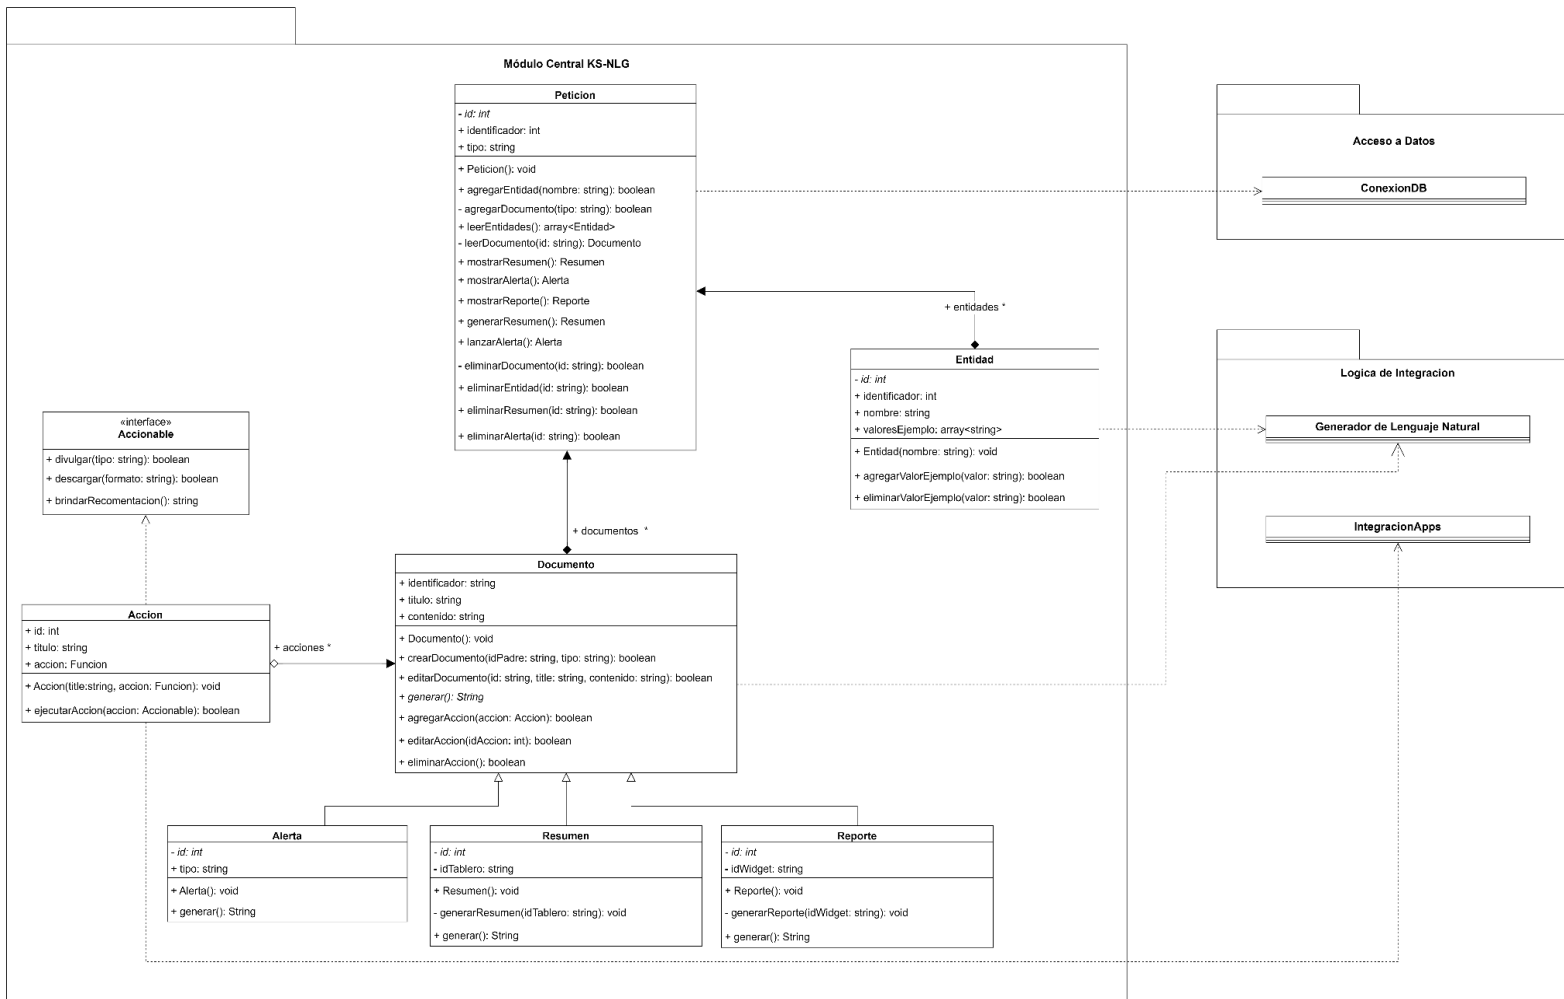 Módulo Central KS-NLG
Peticion
- id: int
+ identificador: int
+ tipo: string
+ Peticion(): void
+ agregarEntidad(nombre: string): boolean
- agregarDocumento(tipo: string): boolean
+ leerEntidades(): array<Entidad>
- leerDocumento(id: string): Documento
+ mostrarResumen(): Resumen
+ mostrarAlerta(): Alerta
+ mostrarReporte(): Reporte
+ generarResumen(): Resumen
+ lanzarAlerta(): Alerta
- eliminarDocumento(id: string): boolean
+ eliminarEntidad(id: string): boolean
+ eliminarResumen(id: string): boolean
+ eliminarAlerta(id: string): boolean
Acceso a Datos
ConexionDB
+ entidades *
Entidad
- id: int
+ identificador: int
+ nombre: string
+ valoresEjemplo: array<string>
+ Entidad(nombre: string): void
+ agregarValorEjemplo(valor: string): boolean
+ eliminarValorEjemplo(valor: string): boolean
Logica de Integracion
Generador de Lenguaje Natural
IntegracionApps
«interface»
Accionable
+ divulgar(tipo: string): boolean
+ descargar(formato: string): boolean
+ brindarRecomentacion(): string
+ documentos *
Documento
+ identificador: string
+ titulo: string
+ contenido: string
+ Documento(): void
+ crearDocumento(idPadre: string, tipo: string): boolean
+ editarDocumento(id: string, title: string, contenido: string): boolean
+ generar(): String
+ agregarAccion(accion: Accion): boolean
+ editarAccion(idAccion: int): boolean
+ eliminarAccion(): boolean
Accion
+ id: int
+ titulo: string
+ accion: Funcion
+ Accion(title:string, accion: Funcion): void
+ ejecutarAccion(accion: Accionable): boolean
+ acciones *
Alerta
- id: int
+ tipo: string
+ Alerta(): void
+ generar(): String
Resumen
- id: int
- idTablero: string
+ Resumen(): void
- generarResumen(idTablero: string): void
+ generar(): String
Reporte
- id: int
- idWidget: string
+ Reporte(): void
- generarReporte(idWidget: string): void
+ generar(): String